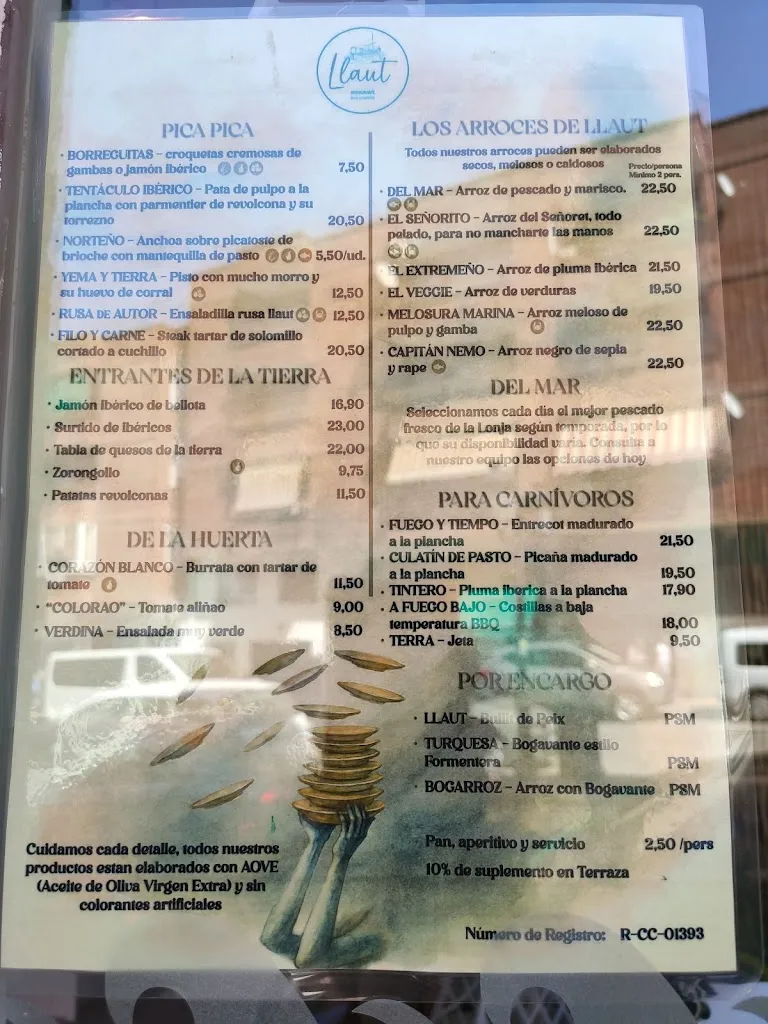 Llaut
PICA PICA
· BORREGUITAS - croquetas cremosas de
gambas o jamón ibérico 7,50
· TENTÁCULO IBÉRICO - Pata de pulpo a la
plancha con parmentier de revolcona y su
torrezno 20,50
· NORTEÑO - Anchoa sobre picatoste de
brioche con mantequilla de pasto 5,50/ud.
· YEMA Y TIERRA - Pisto con mucho morro y
su huevo de corral 12,50
· RUSA DE AUTOR - Ensaladilla rusa llaut 12,50
· FILO Y CARNE - Steak tartar de solomillo
cortado a cuchillo 20,50
ENTRANTES DE LA TIERRA
· Jamón ibérico de bellota 16,90
· Surtido de ibéricos 23,00
· Tabla de quesos de la tierra 22,00
· Zorongollo 9,75
· Patatas revolconas 11,50
DE LA HUERTA
· CORAZÓN BLANCO - Burrata con tartar de
tomate 11,50
· "COLORAO" - Tomate aliñao 9,00
· VERDINA - Ensalada muy verde 8,50
Cuidamos cada detalle, todos nuestros
productos estan elaborados con AOVE
(Aceite de Oliva Virgen Extra) y sin
colorantes artificiales
LOS ARROCES DE LLAUT
Todos nuestros arroces pueden ser elaborados
secos, melosos o caldosos
Precio/persona
Mínimo 2 pers.
· DEL MAR - Arroz de pescado y marisco. 22,50
· EL SEÑORITO - Arroz del Señoret, todo
pelado, para no mancharte las manos 22,50
· EL EXTREMEÑO - Arroz de pluma Ibérica 21,50
· EL VEGGIE - Arroz de verduras 19,50
· MELOSURA MARINA - Arroz meloso de
pulpo y gamba 22,50
· CAPITÁN NEMO - Arroz negro de sepia
y rape 22,50
DEL MAR
Seleccionamos cada día el mejor pescado
fresco de la Lonja según temporada, por lo
que su disponibilidad varía. Consulta a
nuestro equipo las opciones de hoy
PARA CARNÍVOROS
· FUEGO Y TIEMPO - Entrecot madurado
a la plancha 21,50
· CULATÍN DE PASTO - Picaña madurado
a la plancha 19,50
· TINTERO - Pluma iberica a la plancha 17,90
· A FUEGO BAJO - Costillas a baja
temperatura BBQ 18,00
· TERRA - Jeta 9,50
POR ENCARGO
· LLAUT - Bullit de Peix PSM
· TURQUESA - Bogavante estilo
Formentera PSM
· BOGARROZ - Arroz con Bogavante PSM
Pan, aperitivo y servicio 2,50 /pers
10% de suplemento en Terraza
Número de Registro: R-CC-01393